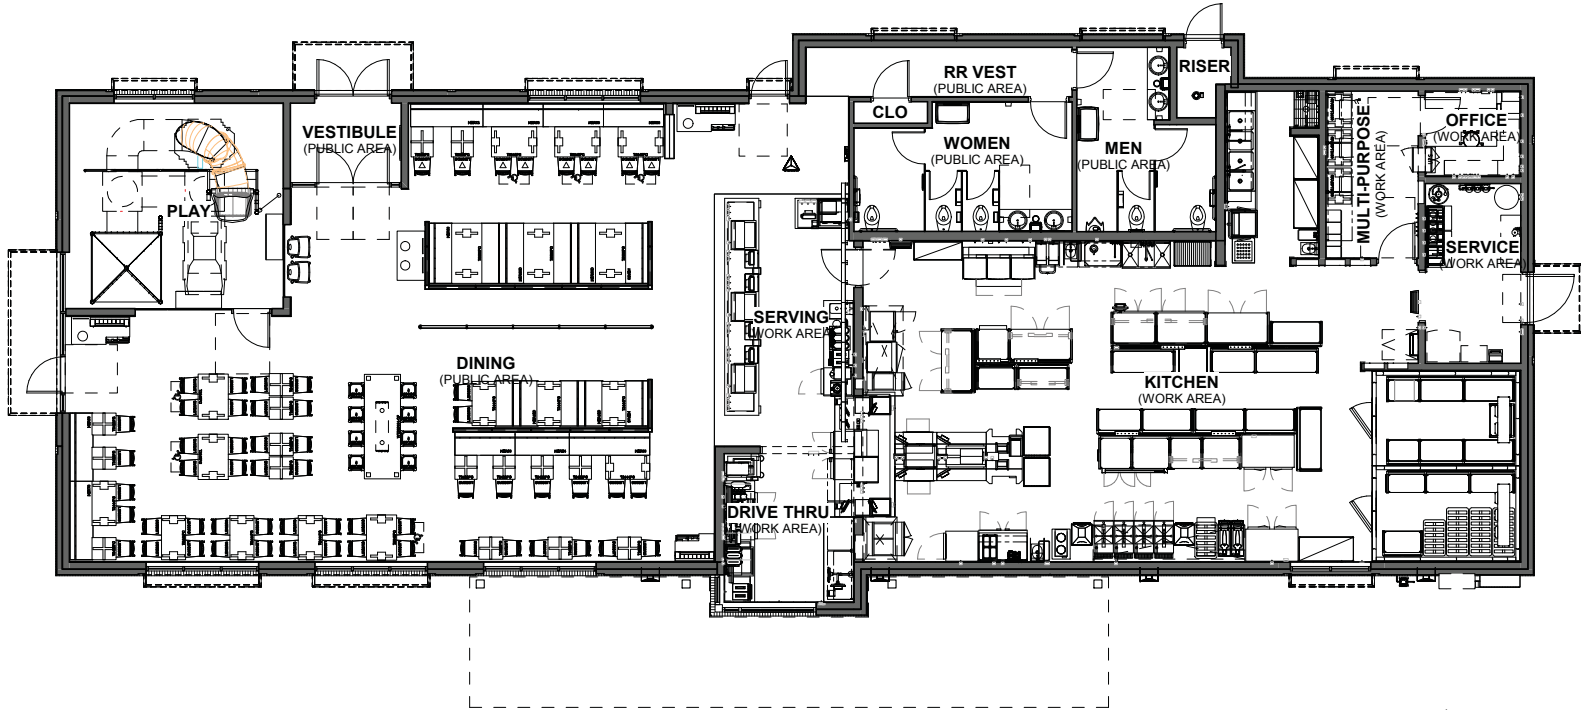 RR VEST
(PUBLIC AREA)
RISER
CLO
VESTIBULE
(PUBLIC AREA)
WOMEN
(PUBLIC AREA)
MEN
(PUBLIC AREA)
MULTI-PURPOSE
(WORK AREA)
OFFICE
(WORK AREA)
PLAY
SERVICE
(WORK AREA)
SERVING
(WORK AREA)
DINING
(PUBLIC AREA)
KITCHEN
(WORK AREA)
DRIVE THRU
(WORK AREA)